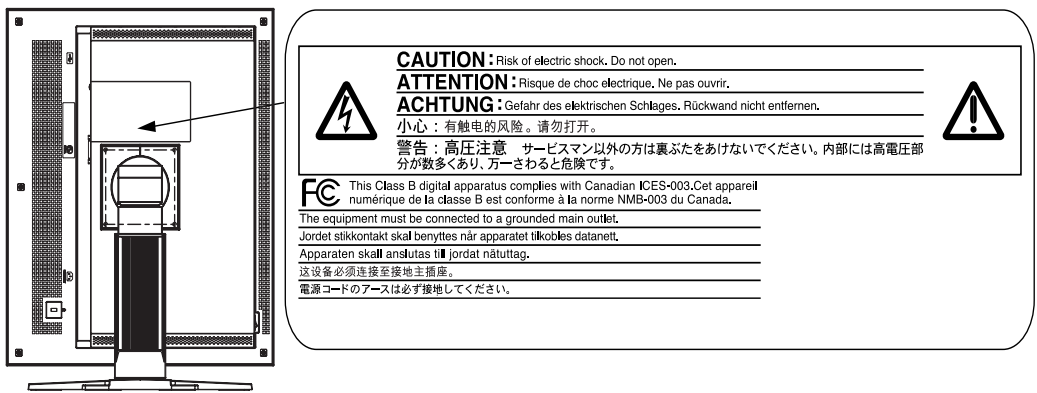 CAUTION : Risk of electric shock. Do not open.
ATTENTION : Risque de choc electrique. Ne pas ouvrir.
ACHTUNG : Gefahr des elektrischen Schlages. Rückwand nicht entfernen.
小心 : 有触电的风险。请勿打开。
警告 : 高圧注意 サービスマン以外の方は裏ぶたをあけないでください。内部には高電圧部
分が数多くあり、万一さわると危険です。
FC This Class B digital apparatus complies with Canadian ICES-003.Cet appareil
numérique de la classe B est conforme à la norme NMB-003 du Canada.
The equipment must be connected to a grounded main outlet.
Jordet stikkontakt skal benyttes når apparatet tilkobles datanett.
Apparaten skall anslutas till jordat nätuttag.
这设备必须连接至接地主插座。
電源コードのアースは必ず接地してください。